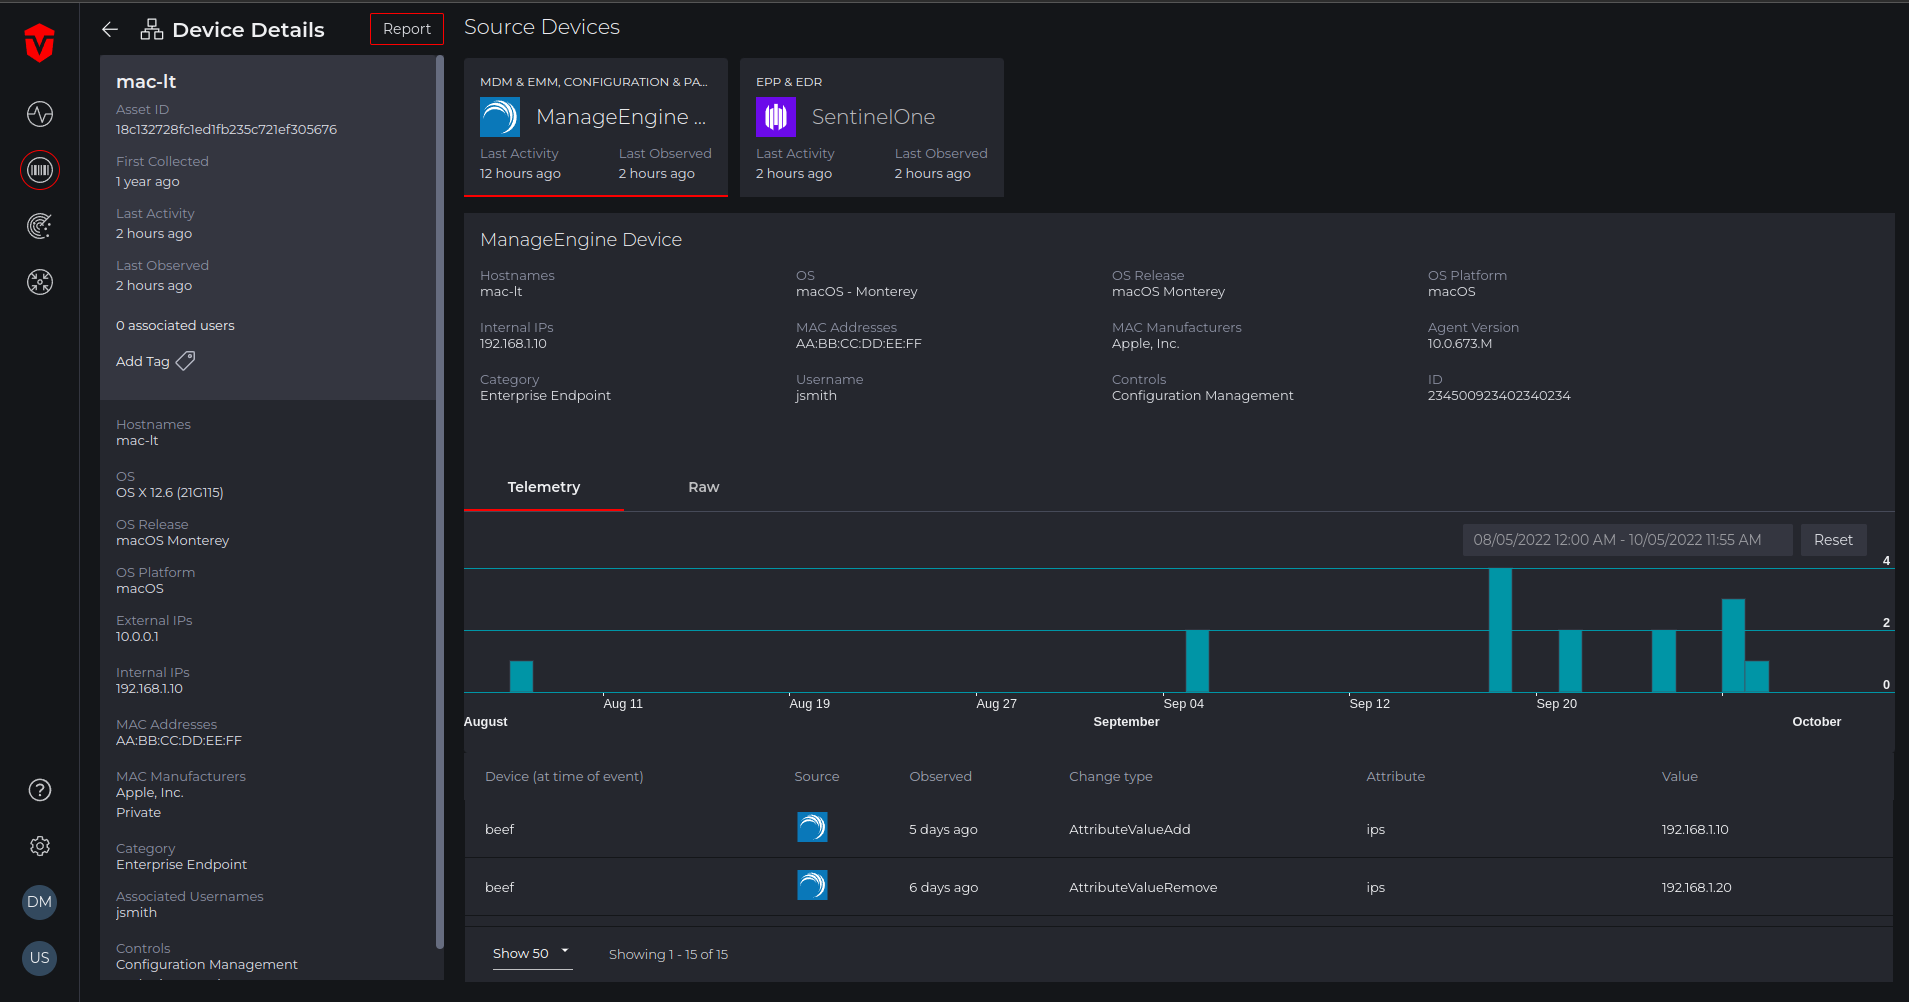 Device Details
Report
mac-lt
Asset ID
18c132728fc1ed1fb235c721ef305676
First Collected
1 year ago
Last Activity
2 hours ago
Last Observed
2 hours ago
0 associated users
Add Tag
Hostnames
mac-lt
OS
OS X 12.6 (21G115)
OS Release
macOS Monterey
OS Platform
macOS
External IPs
10.0.0.1
Internal IPs
192.168.1.10
MAC Addresses
AA:BB:CC:DD:EE:FF
MAC Manufacturers
Apple, Inc.
Private
Category
Enterprise Endpoint
Associated Usernames
jsmith
Controls
Configuration Management
DM
US
Source Devices
MDM & EMM, CONFIGURATION & PA...
ManageEngine ...
Last Activity Last Observed
12 hours ago 2 hours ago
EPP & EDR
SentinelOne
Last Activity Last Observed
2 hours ago 2 hours ago
ManageEngine Device
Hostnames OS OS Release OS Platform
mac-lt macOS - Monterey macOS Monterey macOS
Internal IPs MAC Addresses MAC Manufacturers Agent Version
192.168.1.10 AA:BB:CC:DD:EE:FF Apple, Inc. 10.0.673.M
Category Username Controls ID
Enterprise Endpoint jsmith Configuration Management 234500923402340234
Telemetry Raw
08/05/2022 12:00 AM - 10/05/2022 11:55 AM Reset
4
2
0
Aug 11 Aug 19 Aug 27 Sep 04 Sep 12 Sep 20
August September October
Device (at time of event) Source Observed Change type Attribute Value
beef 5 days ago AttributeValueAdd ips 192.168.1.10
beef 6 days ago AttributeValueRemove ips 192.168.1.20
Show 50 Showing 1 - 15 of 15